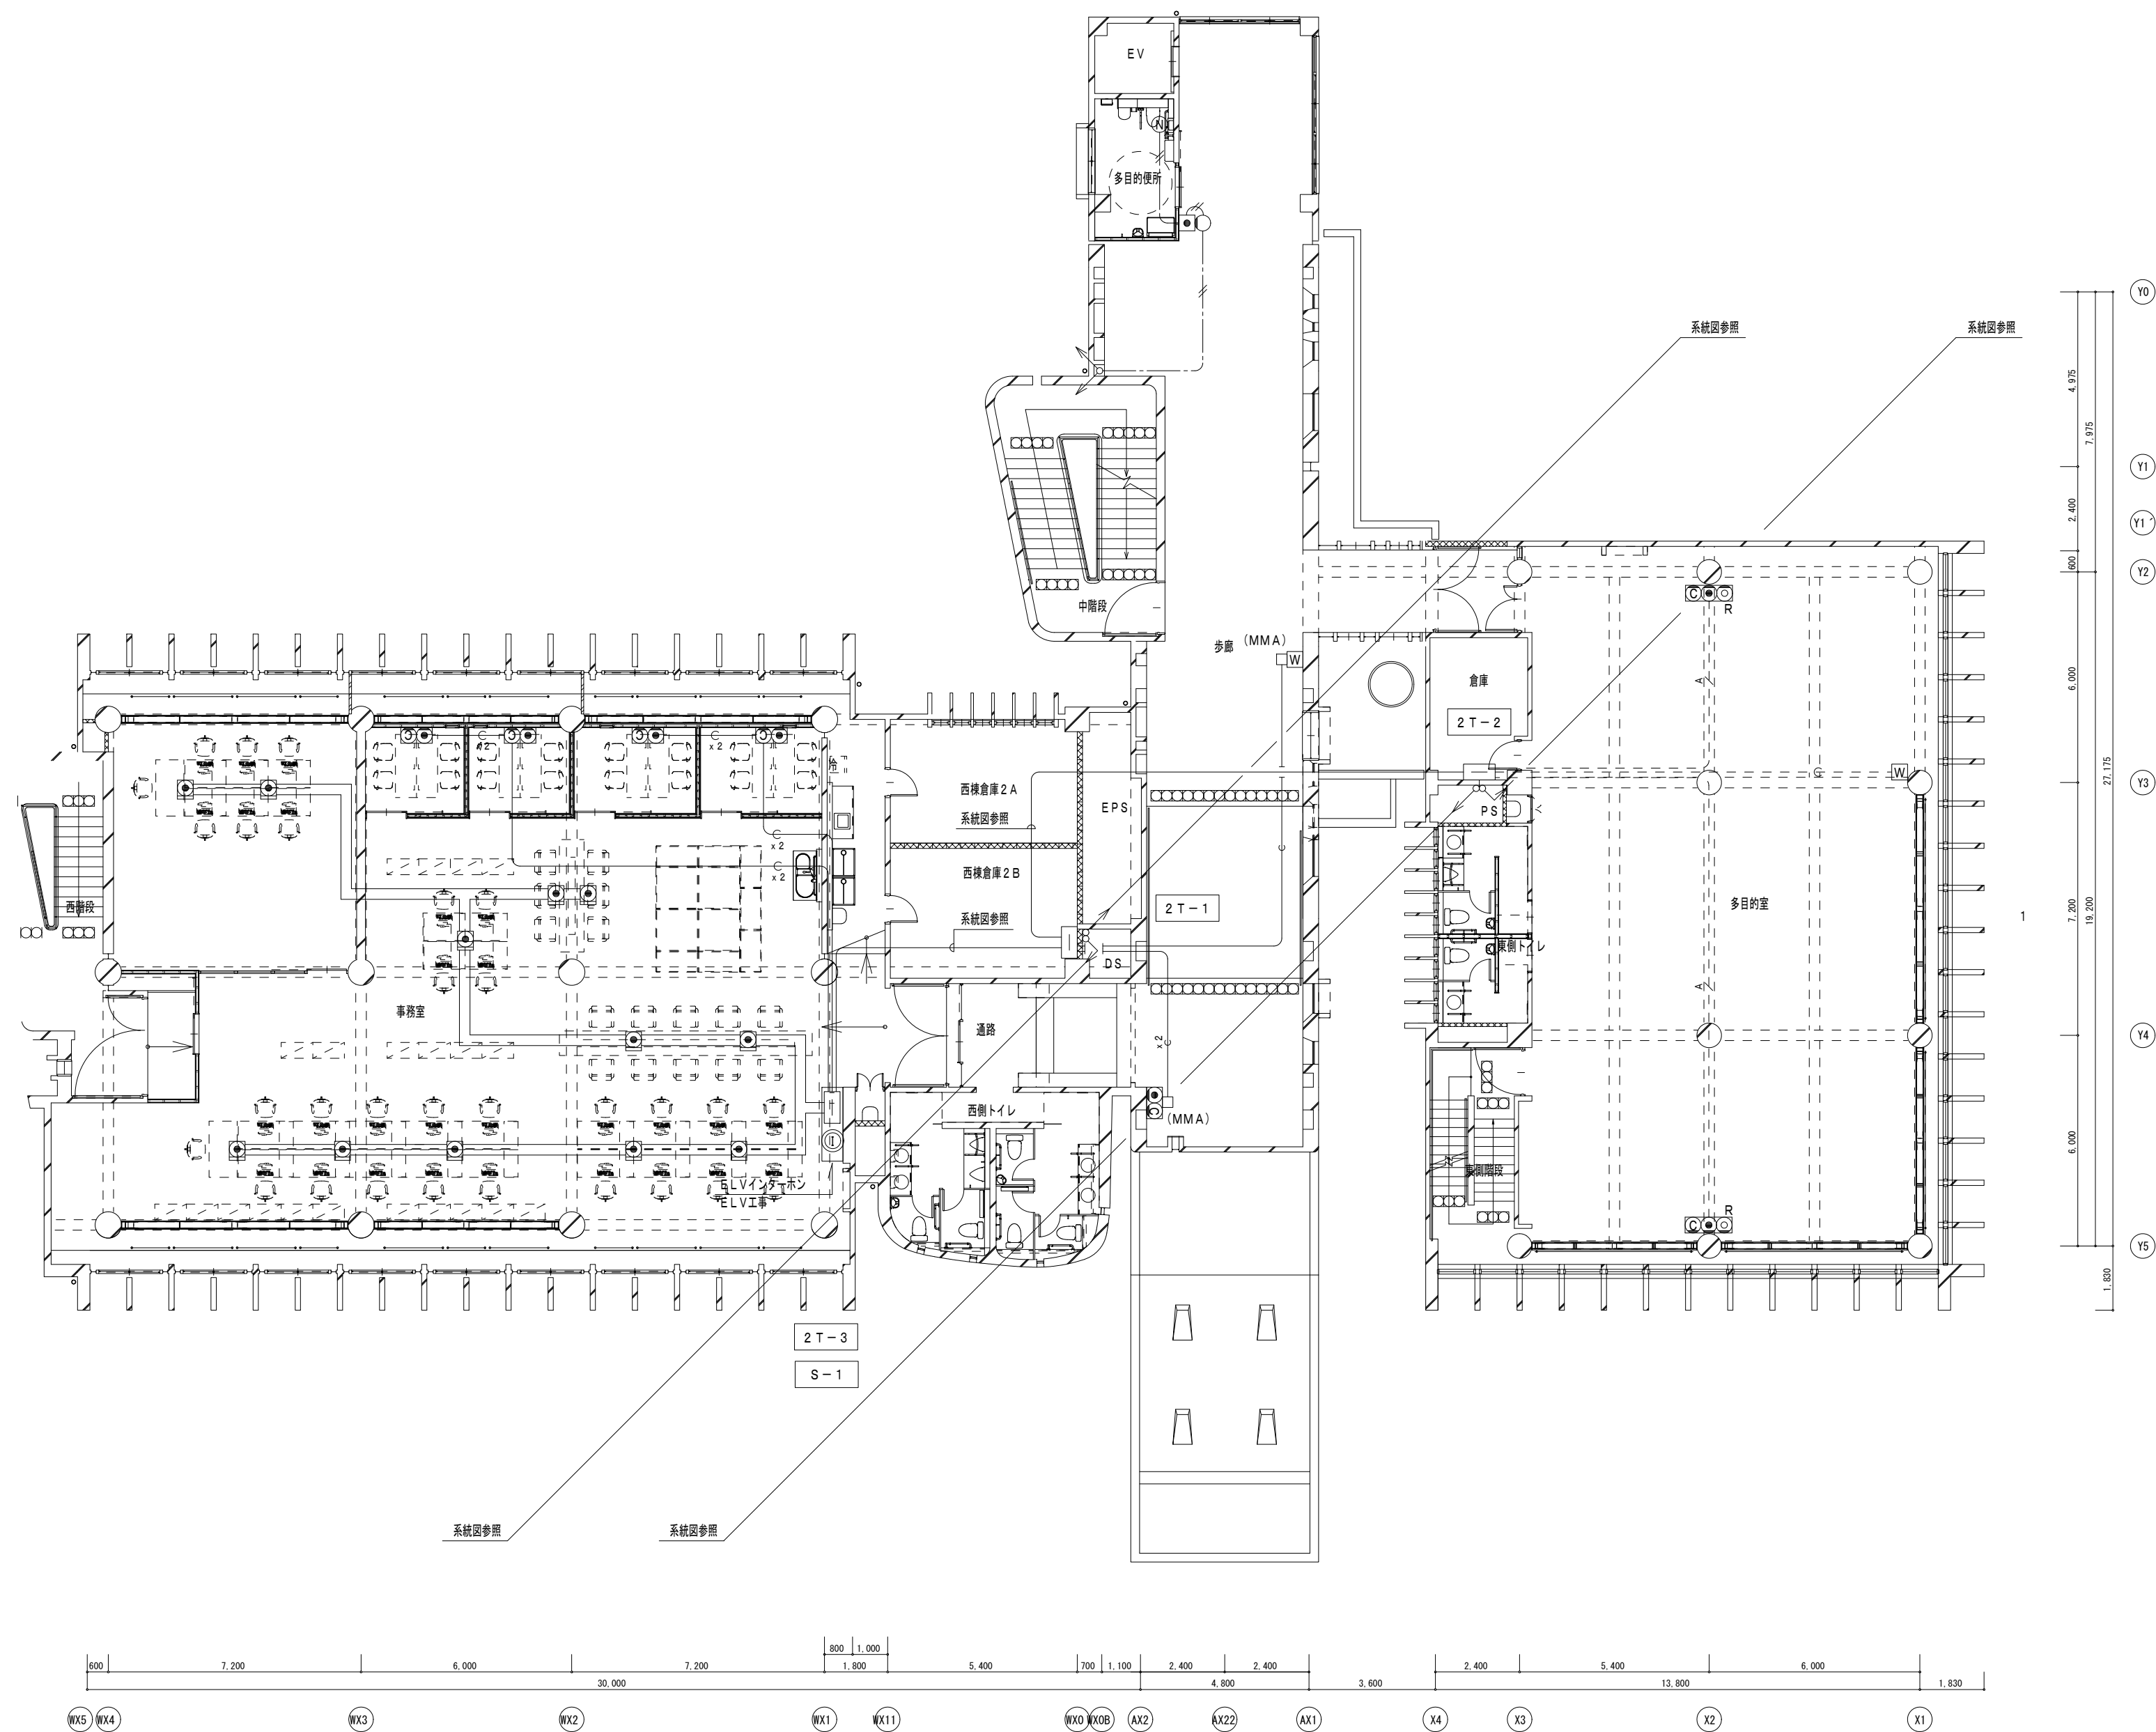 EV
N
多目的便所
系統図参照
系統図参照
Y0
4,975
7,975
Y1
2,400
Y1´
600
Y2
中階段
歩廊
(MMA)
W
C
R
倉庫
2T-2
A
6,000
27,175
C
C
C
C
C
x2
C
x2
冷
西棟倉庫2A
系統図参照
EPS
C
x2
C
x2
PS
C
W
Y3
西棟倉庫2B
系統図参照
2T-1
C
西階段
多目的室
1
7,200
19,200
DS
東側トイレ
事務室
通路
A
x2
C
Y4
西側トイレ
C
(MMA)
I
ELVインターホン
ELV工事
東側階段
6,000
C
R
Y5
1,830
2T-3
S-1
系統図参照
系統図参照
800
1,000
600
7,200
6,000
7,200
1,800
5,400
700
1,100
2,400
2,400
2,400
5,400
6,000
30,000
4,800
3,600
13,800
1,830
WX5
WX4
WX3
WX2
WX1
WX11
WX0
WX0B
AX2
AX22
AX1
X4
X3
X2
X1